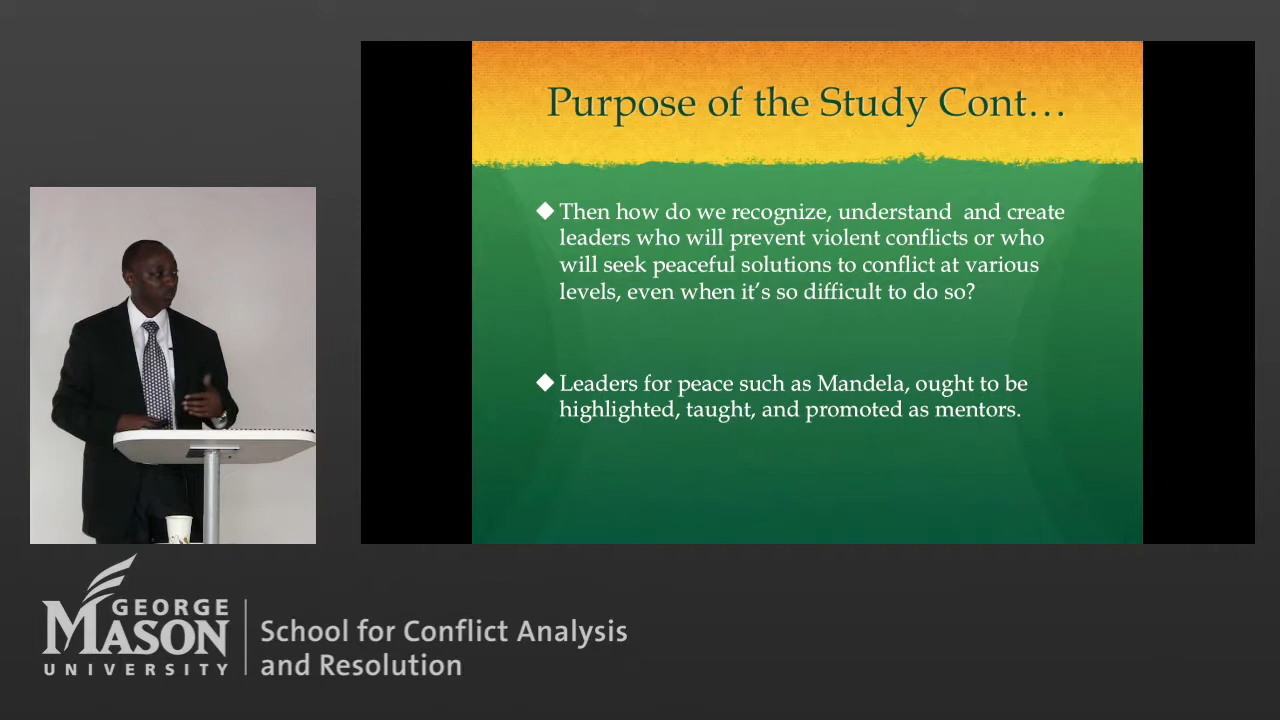 Purpose of the Study Cont…
Then how do we recognize, understand  and create
leaders who will prevent violent conflicts or who
will seek peaceful solutions to conflict at various
levels, even when it’s so difficult to do so?
Leaders for peace such as Mandela, ought to be
highlighted, taught, and promoted as mentors.
GEORGE
MASON
UNIVERSITY
School for Conflict Analysis
and Resolution